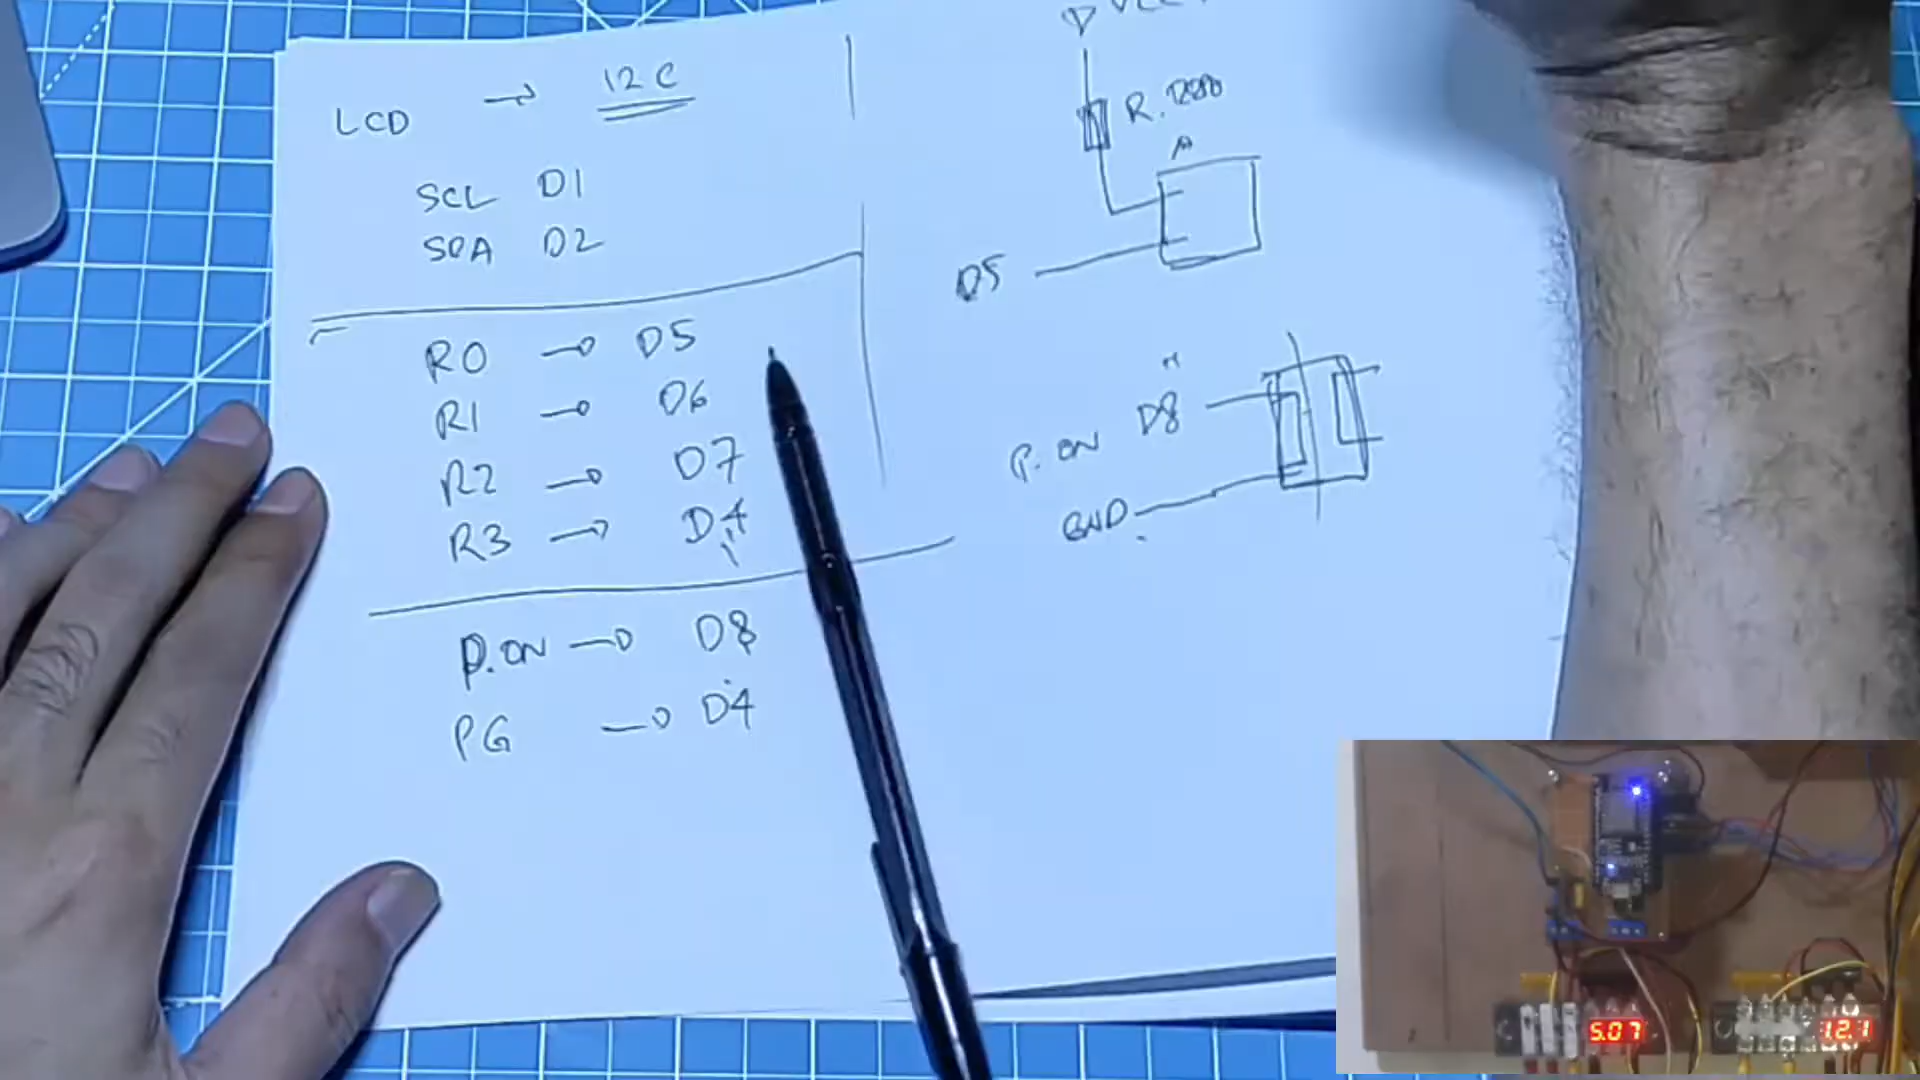 LCD → I2C
SCL D1
SDA D2
R0 → D5
R1 → D6
R2 → D7
R3 → D4
P.ON → D8
PG → D4
R.
A
D5
P. ON D8
GND
5.07
12.1